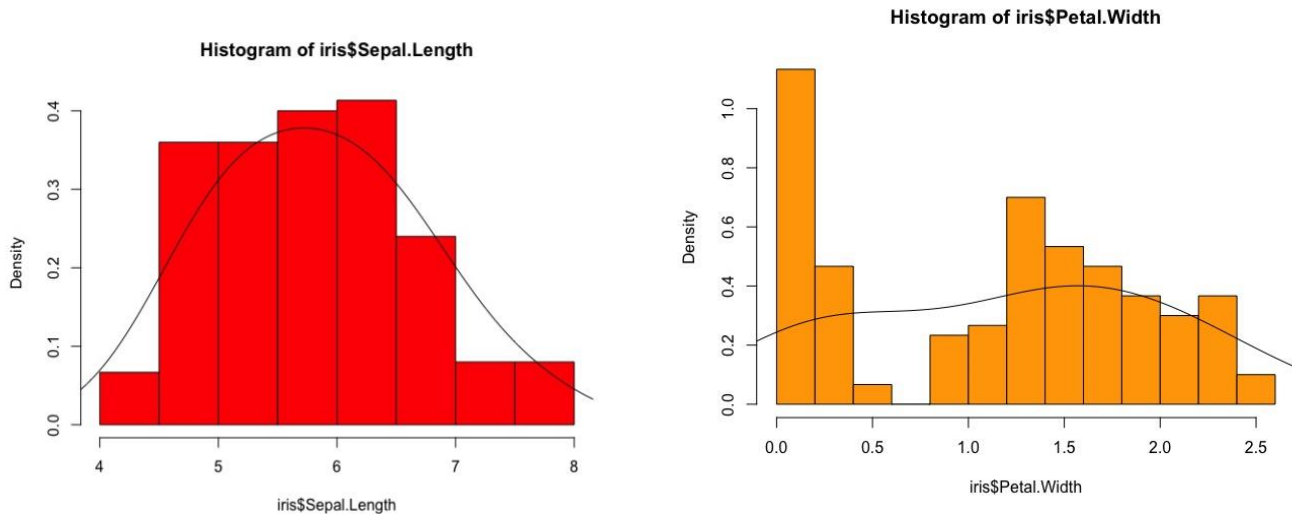 Histogram of iris$Sepal.Length
Density
0.4
0.3
0.2
0.1
0.0
4 5 6 7 8
iris$Sepal.Length
Histogram of iris$Petal.Width
Density
1.0
0.8
0.6
0.4
0.2
0.0
0.0 0.5 1.0 1.5 2.0 2.5
iris$Petal.Width